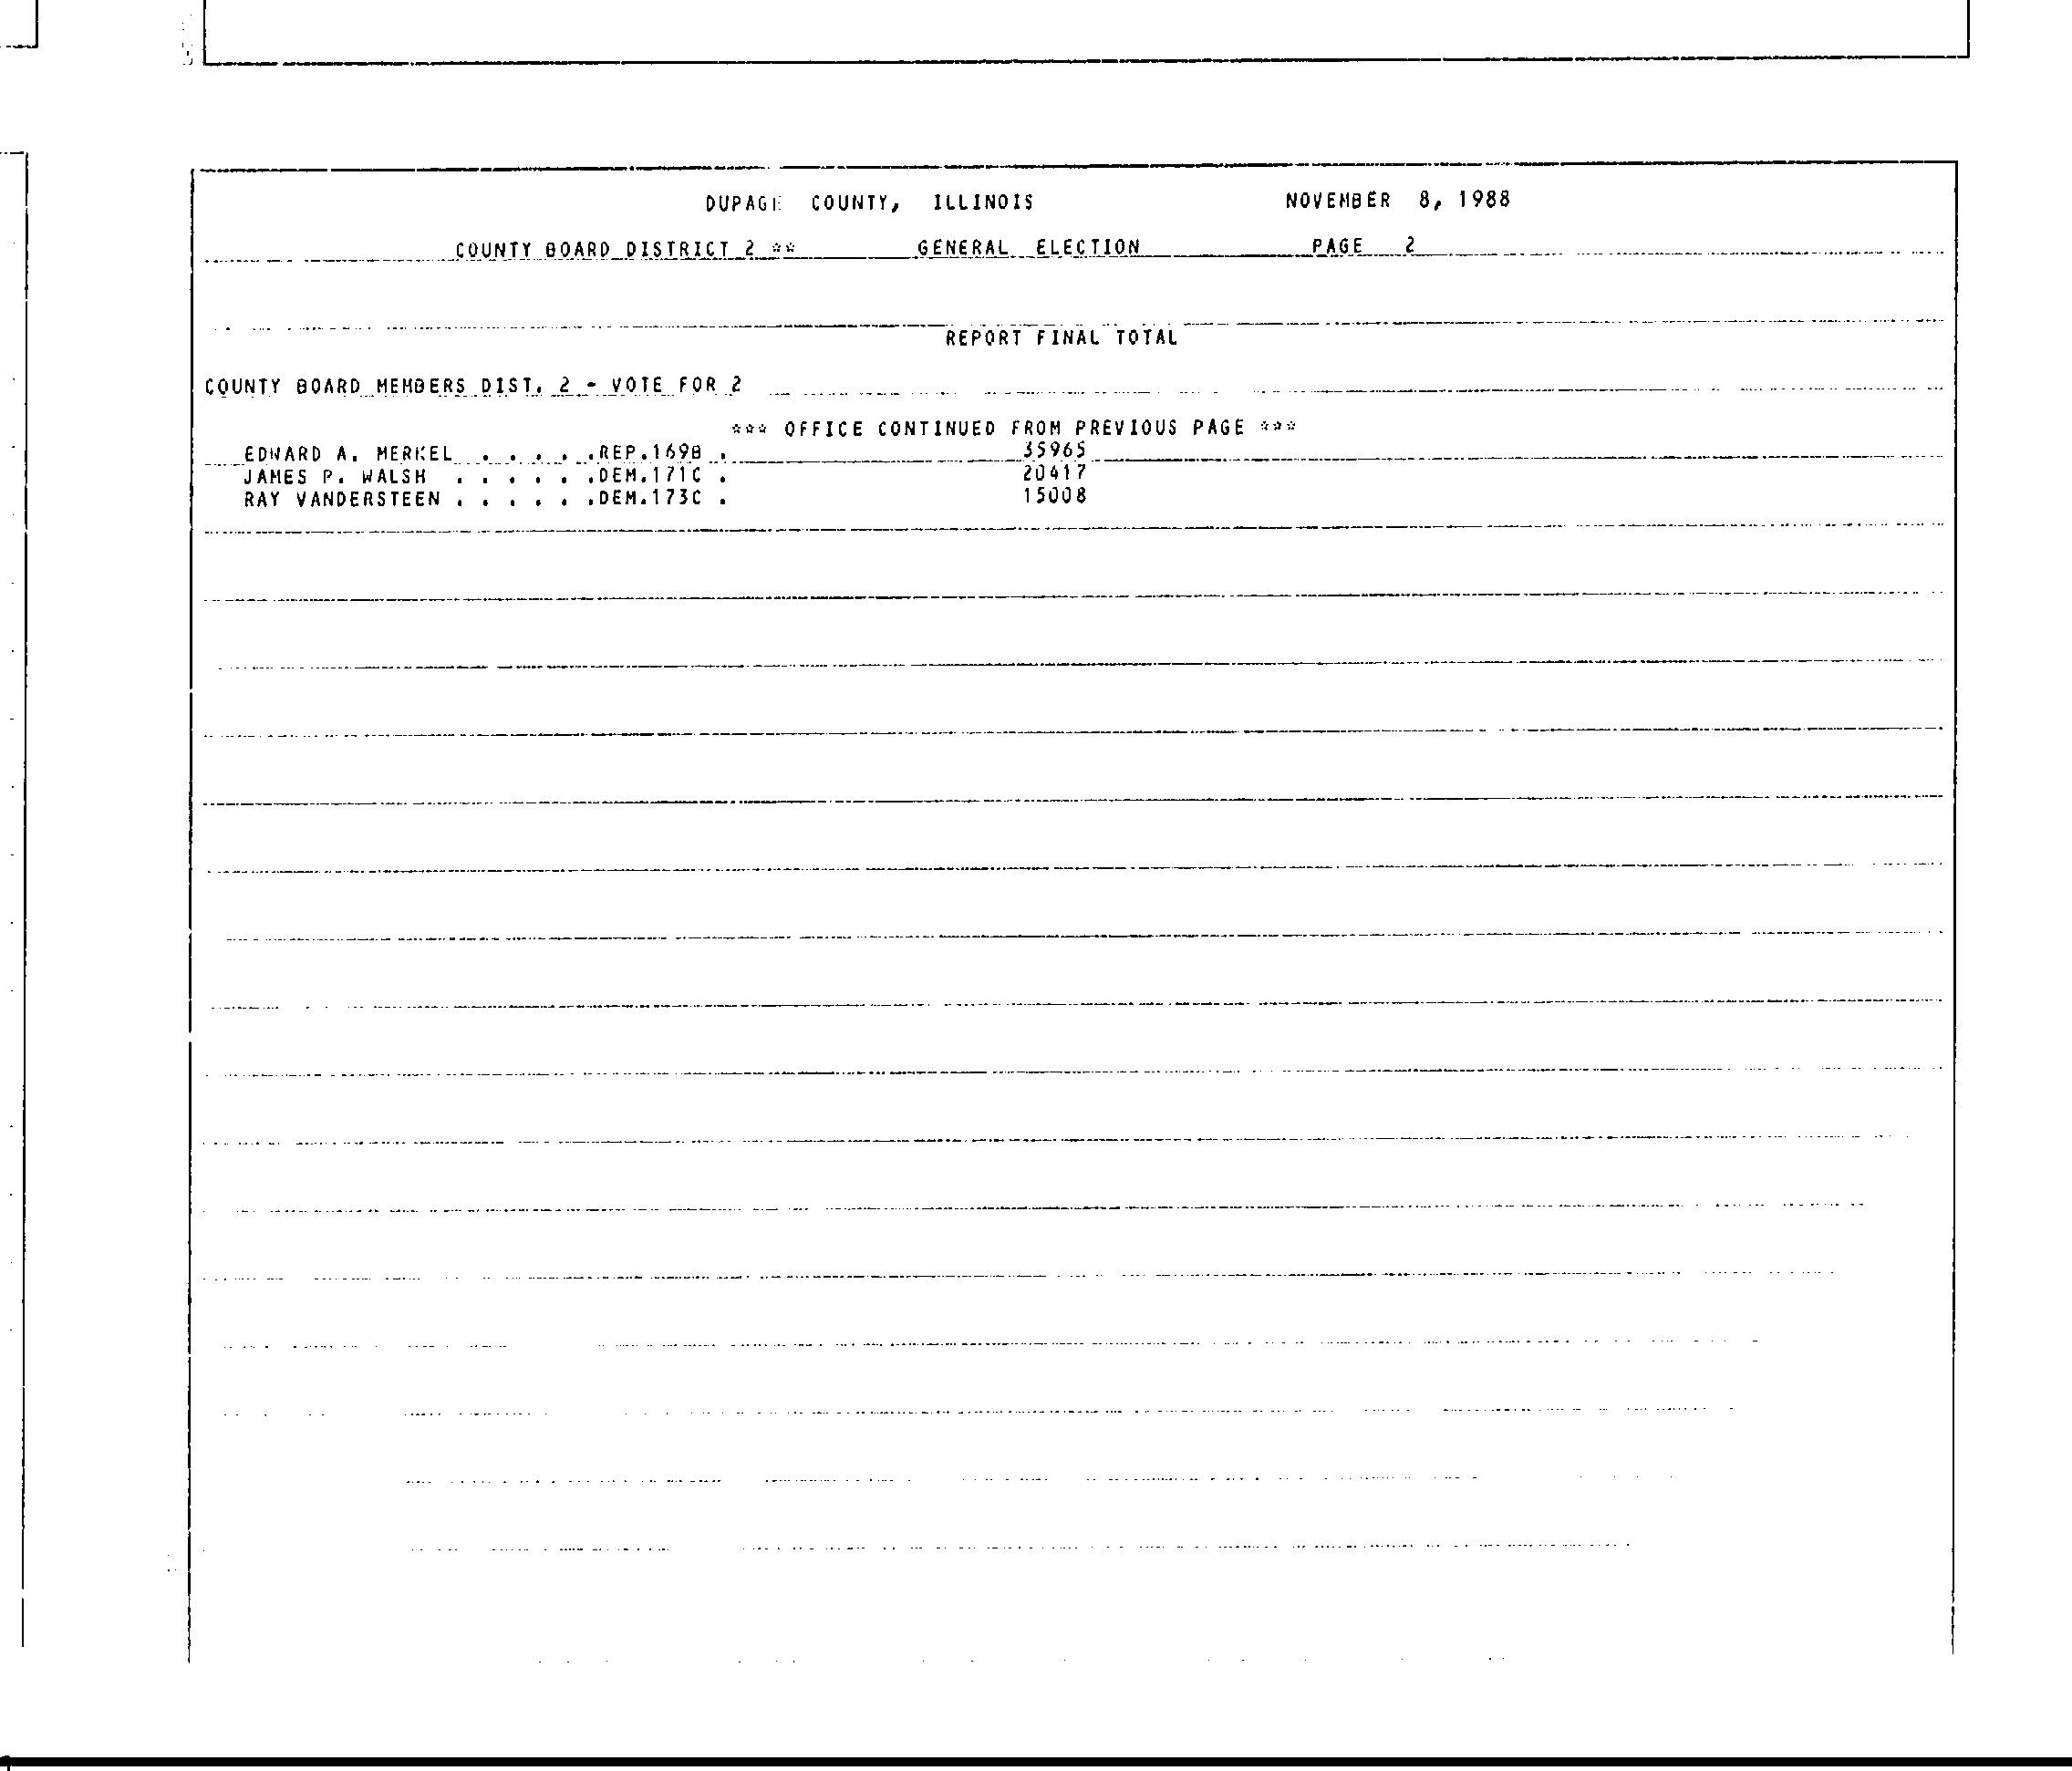 DUPAGE COUNTY, ILLINOIS NOVEMBER 8, 1988
COUNTY BOARD DISTRICT 2 ** GENERAL ELECTION PAGE 2
REPORT FINAL TOTAL
COUNTY BOARD MEMBERS DIST. 2 - VOTE FOR 2
*** OFFICE CONTINUED FROM PREVIOUS PAGE ***
EDWARD A. MERKEL . . . . . .REP.169B . 35965
JAMES P. WALSH . . . . . .DEM.171C . 20417
RAY VANDERSTEEN . . . . . .DEM.173C . 15008